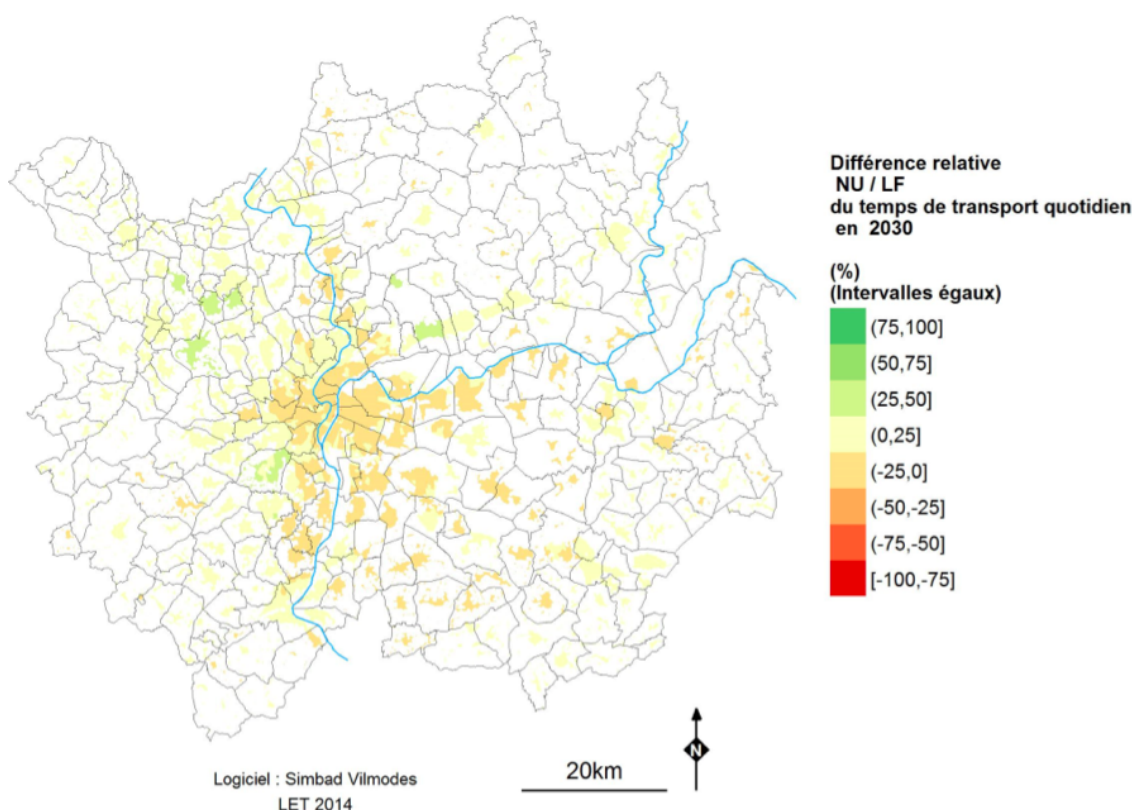 Différence relative
NU / LF
du temps de transport quotidien
en 2030
(%)
(Intervalles égaux)
(75,100]
(50,75]
(25,50]
(0,25]
(-25,0]
(-50,-25]
(-75,-50]
[-100,-75]
N
20km
Logiciel : Simbad Vilmodes
LET 2014